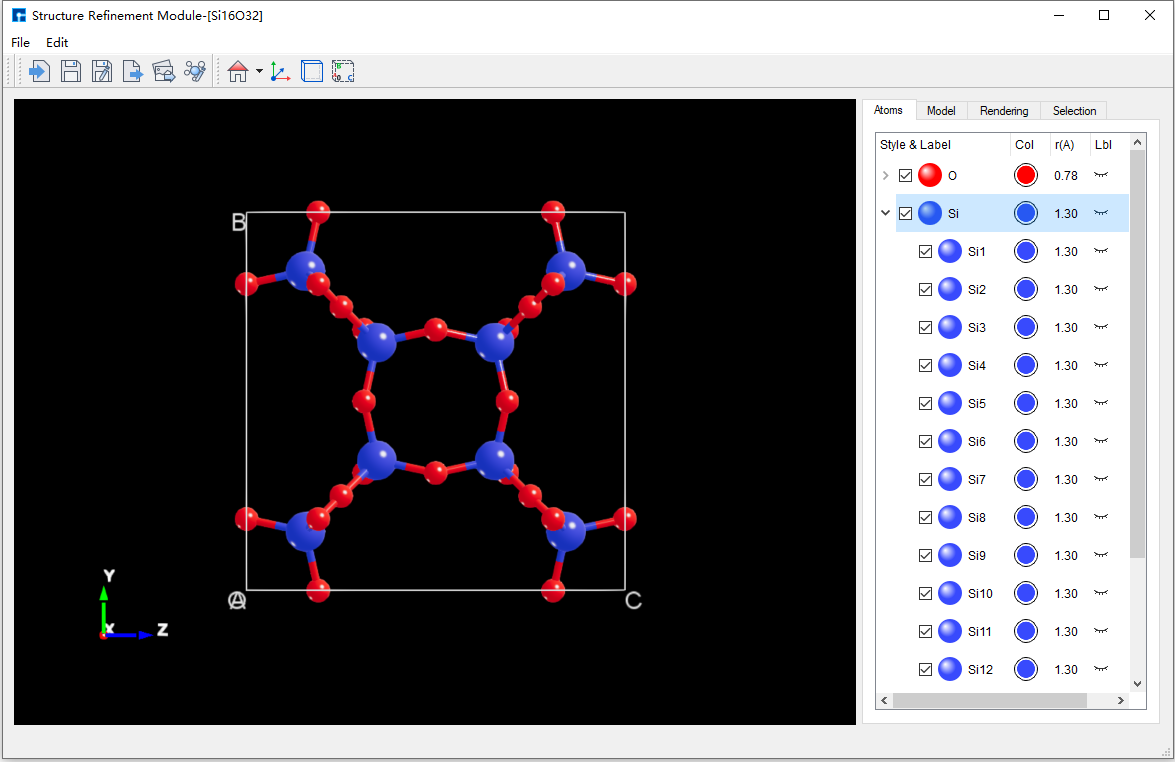 Structure Refinement Module-[Si16O32]
File Edit
Atoms Model Rendering Selection
Style & Label Col r(A) Lbl
O 0.78
Si 1.30
Si1 1.30
Si2 1.30
Si3 1.30
Si4 1.30
Si5 1.30
Si6 1.30
Si7 1.30
Si8 1.30
Si9 1.30
Si10 1.30
Si11 1.30
Si12 1.30
B
A C
Y
X Z